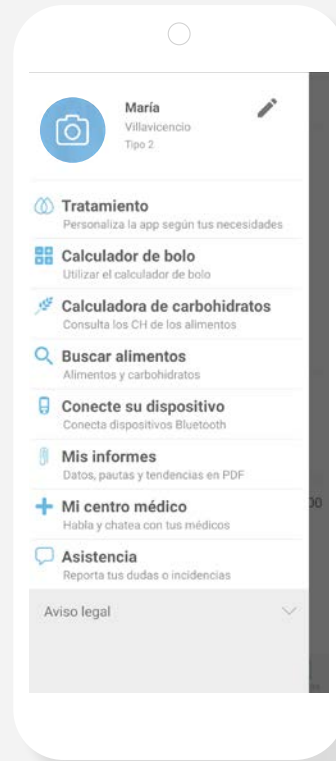 María
Villavicencio
Tipo 2
Tratamiento
Personaliza la app según tus necesidades
Calculador de bolo
Utilizar el calculador de bolo
Calculadora de carbohidratos
Consulta los CH de los alimentos
Buscar alimentos
Alimentos y carbohidratos
Conecte su dispositivo
Conecta dispositivos Bluetooth
Mis informes
Datos, pautas y tendencias en PDF
Mi centro médico
Habla y chatea con tus médicos
Asistencia
Reporta tus dudas o incidencias
Aviso legal